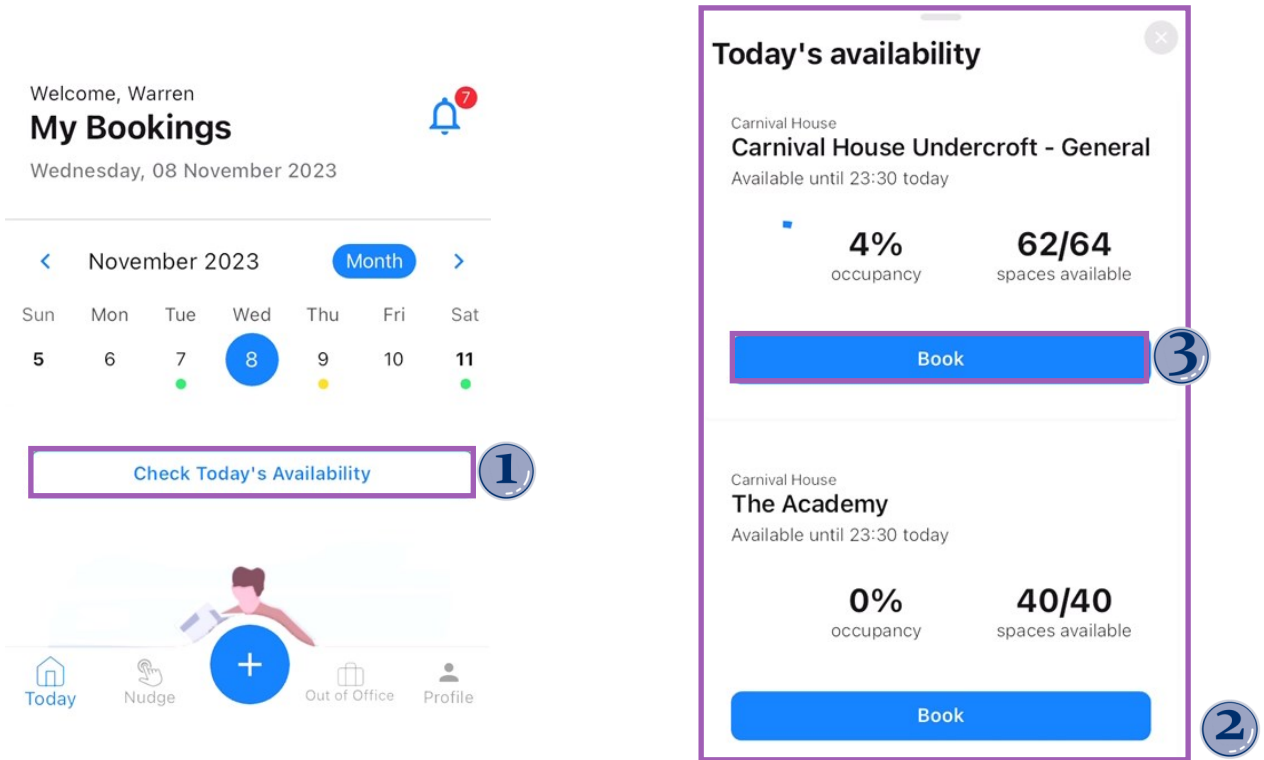 Welcome, Warren
My Bookings
7
Wednesday, 08 November 2023
November 2023 Month
Sun Mon Tue Wed Thu Fri Sat
5 6 7 8 9 10 11
Check Today's Availability
1
+
Today Nudge Out of Office Profile
Today's availability
Carnival House
Carnival House Undercroft - General
Available until 23:30 today
4% 62/64
occupancy spaces available
Book
3
Carnival House
The Academy
Available until 23:30 today
0% 40/40
occupancy spaces available
Book
2